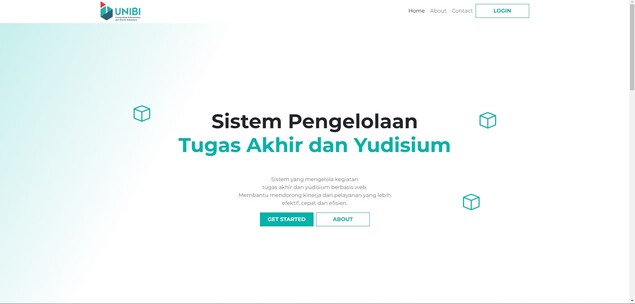 UNIBI
Home About Contact LOGIN
Sistem Pengelolaan
Tugas Akhir dan Yudisium
Sistem yang mengelola kegiatan
tugas akhir dan yudisium berbasis web.
Membantu mendorong kinerja dan pelayanan yang lebih
efektif, cepat dan efisien.
GET STARTED ABOUT